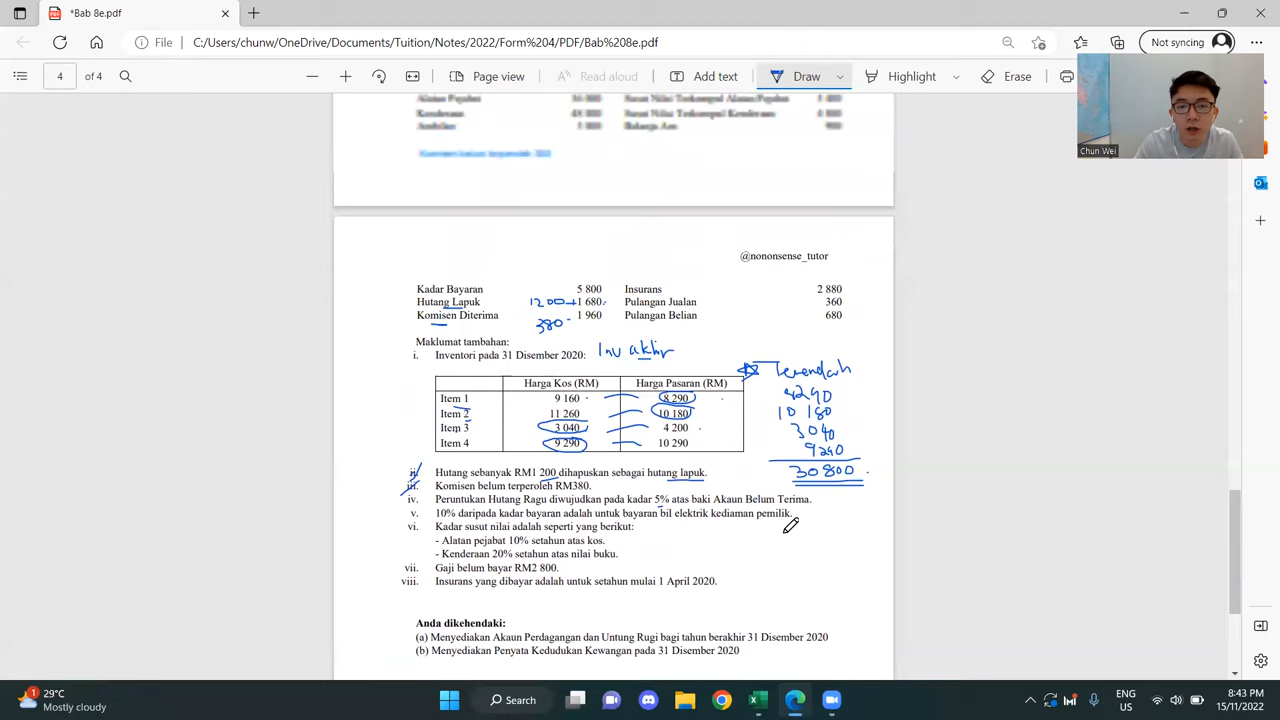 *Bab 8e.pdf
File C:/Users/chunw/OneDrive/Documents/Tuition/Notes/2022/Form%204/PDF/Bab%208e.pdf Not syncing
4 of 4 Page view Read aloud Add text Draw Highlight Erase
Chun Wei
@nononsense_tutor
Kadar Bayaran 5 800 Insurans 2 880
Hutang Lapuk 1200+ 1 680 Pulangan Jualan 360
Komisen Diterima 380- 1 960 Pulangan Belian 680
Maklumat tambahan:
i. Inventori pada 31 Disember 2020: Inv akhir
Harga Kos (RM) Harga Pasaran (RM)
Item 1 9 160 8 290
Item 2 11 260 10 180
Item 3 3 040 4 200
Item 4 9 290 10 290
Terendah
8290
10 180
3040
9290
30800
ii. Hutang sebanyak RM1 200 dihapuskan sebagai hutang lapuk.
iii. Komisen belum terperoleh RM380.
iv. Peruntukan Hutang Ragu diwujudkan pada kadar 5% atas baki Akaun Belum Terima.
v. 10% daripada kadar bayaran adalah untuk bayaran bil elektrik kediaman pemilik.
vi. Kadar susut nilai adalah seperti yang berikut:
- Alatan pejabat 10% setahun atas kos.
- Kenderaan 20% setahun atas nilai buku.
vii. Gaji belum bayar RM2 800.
viii. Insurans yang dibayar adalah untuk setahun mulai 1 April 2020.
Anda dikehendaki:
(a) Menyediakan Akaun Perdagangan dan Untung Rugi bagi tahun berakhir 31 Disember 2020
(b) Menyediakan Penyata Kedudukan Kewangan pada 31 Disember 2020
1
29°C
Mostly cloudy
Search
ENG
US
8:43 PM
15/11/2022